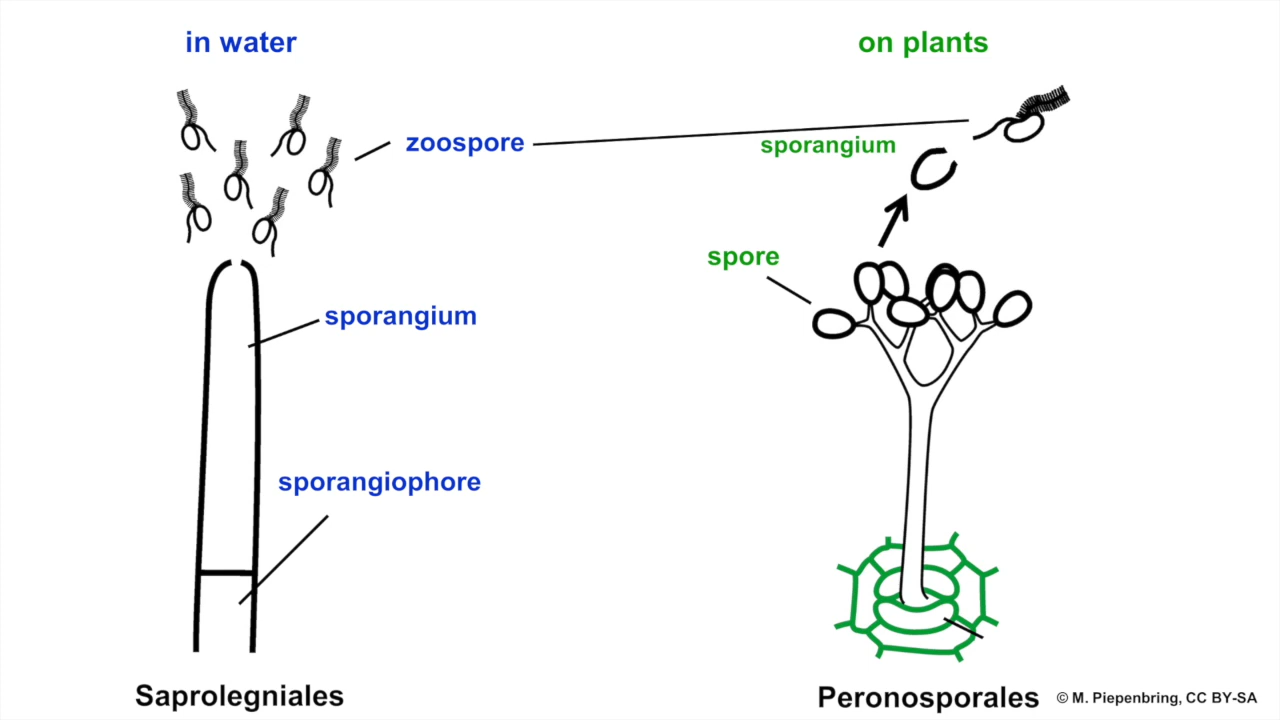 in water
on plants
zoospore
sporangium
spore
sporangium
sporangiophore
Saprolegniales
Peronosporales
© M. Piepenbring, CC BY-SA